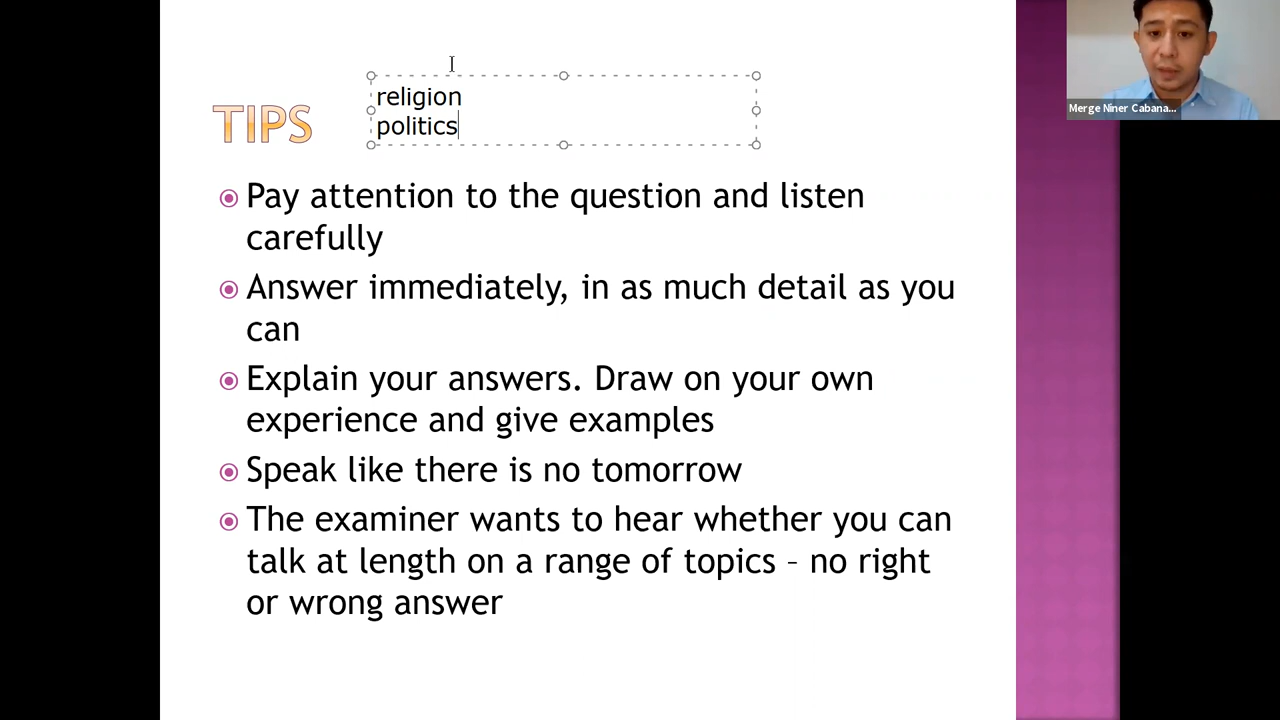 religion
politics
TIPS
Pay attention to the question and listen
carefully
Answer immediately, in as much detail as you
can
Explain your answers. Draw on your own
experience and give examples
Speak like there is no tomorrow
The examiner wants to hear whether you can
talk at length on a range of topics – no right
or wrong answer
Merge Niner Cabana...